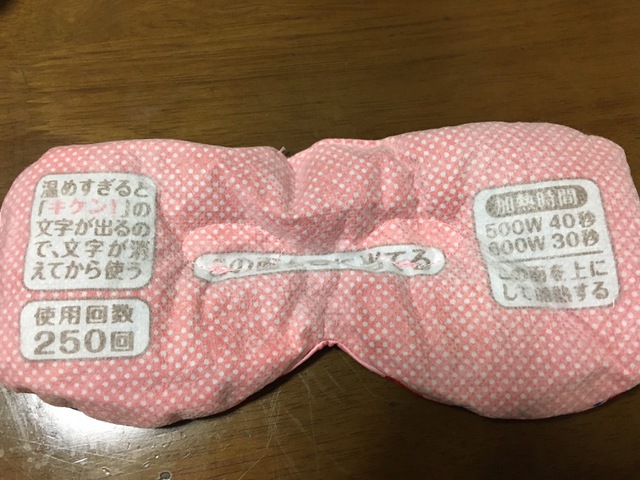 温めすぎると
「キケン!」の
文字が出るの
で、文字が消
えてから使う
使用回数
250回
の に当てる
加熱時間
500W 40秒
600W 30秒
この面を上に
して加熱する